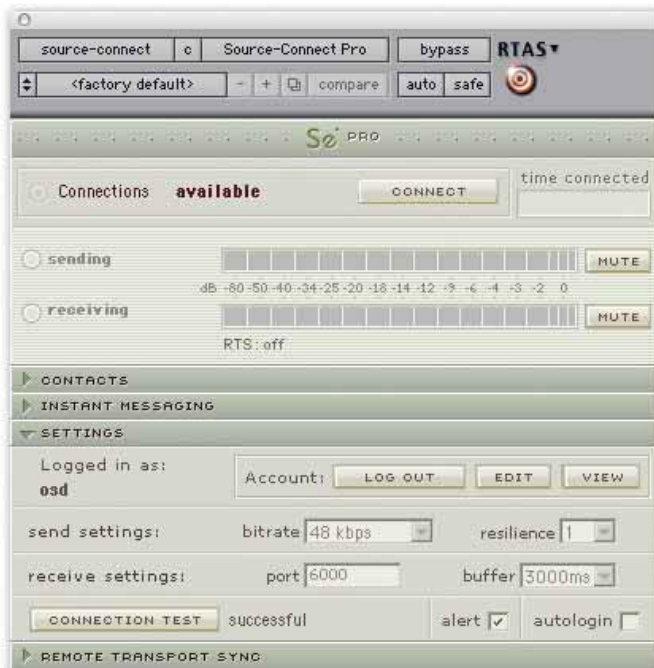 source-connect c Source-Connect Pro bypass RTAS
<factory default> - + compare auto safe
Se PRO
Connections available CONNECT time connected
sending MUTE
dB -80 -50 -40 -34 -25 -20 -18 -14 -12 -9 -6 -4 -3 -2 0
receiving MUTE
RTS: off
CONTACTS
INSTANT MESSAGING
SETTINGS
Logged in as: Account: LOG OUT EDIT VIEW
osd
send settings: bitrate 48 kbps resilience 1
receive settings: port 6000 buffer 3000ms
CONNECTION TEST successful alert autologin
REMOTE TRANSPORT SYNC